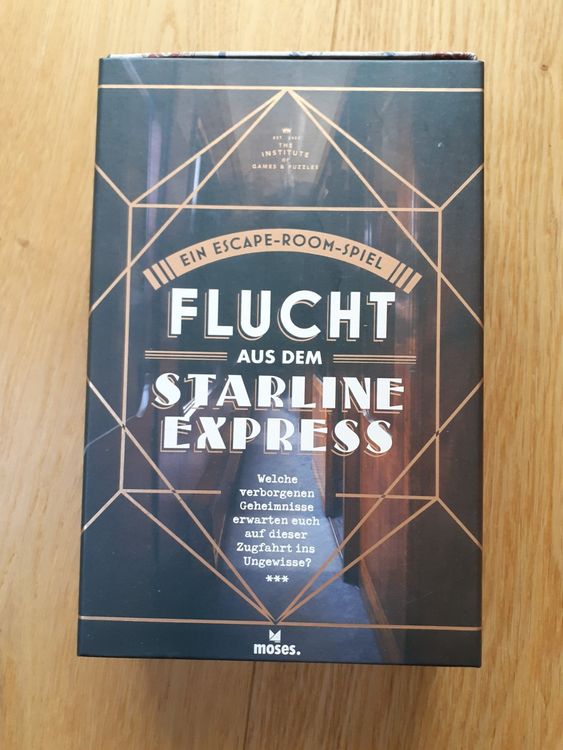 EST. 2020
THE
INSTITUTE
OF
GAMES & PUZZLES
EIN ESCAPE-ROOM-SPIEL
FLUCHT
AUS DEM
STARLINE
EXPRESS
Welche
verborgenen
Geheimnisse
erwarten euch
auf dieser
Zugfahrt ins
Ungewisse?
***
moses.